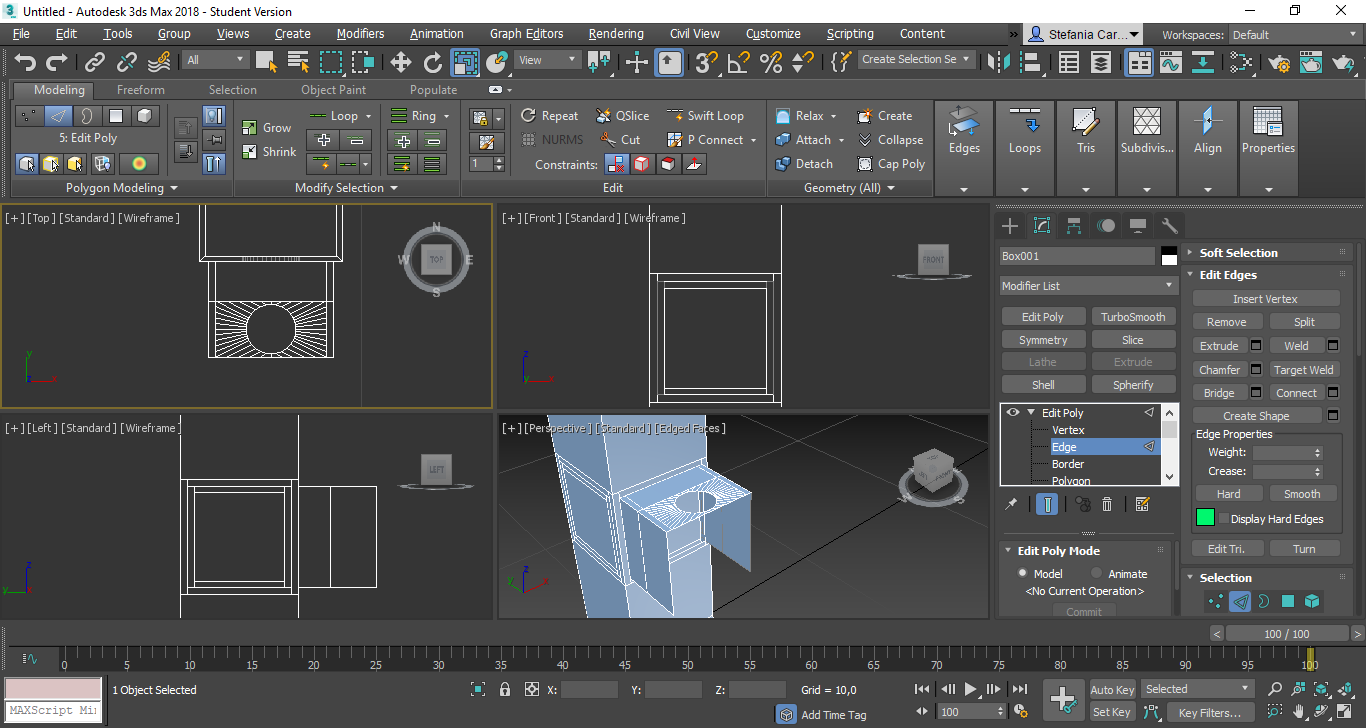 Untitled - Autodesk 3ds Max 2018 - Student Version
File Edit Tools Group Views Create Modifiers Animation Graph Editors Rendering Civil View Customize Scripting Content » Stefania Car... Workspaces: Default
All View Create Selection Se
Modeling Freeform Selection Object Paint Populate
5: Edit Poly
Polygon Modeling
Grow
Shrink
Loop Ring
Modify Selection
1
Repeat QSlice Swift Loop
NURMS Cut P Connect
Constraints:
Edit
Relax Create
Attach Collapse
Detach Cap Poly
Geometry (All)
Edges Loops Tris Subdivis... Align Properties
[+] [Top] [Standard] [Wireframe]
N
W TOP E
S
[+] [Front] [Standard] [Wireframe]
FRONT
y
x
z
z
x
y
[+] [Left] [Standard] [Wireframe]
LEFT
z
y
[+] [Perspective] [Standard] [Edged Faces]
W S
z
y x
Box001
Modifier List
Edit Poly TurboSmooth
Symmetry Slice
Lathe Extrude
Shell Spherify
Edit Poly
Vertex
Edge
Border
Polygon
Edit Poly Mode
Model Animate
<No Current Operation>
Commit
Soft Selection
Edit Edges
Insert Vertex
Remove Split
Extrude Weld
Chamfer Target Weld
Bridge Connect
Create Shape
Edge Properties
Weight:
Crease:
Hard Smooth
Display Hard Edges
Edit Tri. Turn
Selection
< 100 / 100 >
0 5 10 15 20 25 30 35 40 45 50 55 60 65 70 75 80 85 90 95 100
MAXScript Mi
1 Object Selected
X: Y: Z: Grid = 10,0
Add Time Tag
100
Auto Key Selected
Set Key Key Filters...